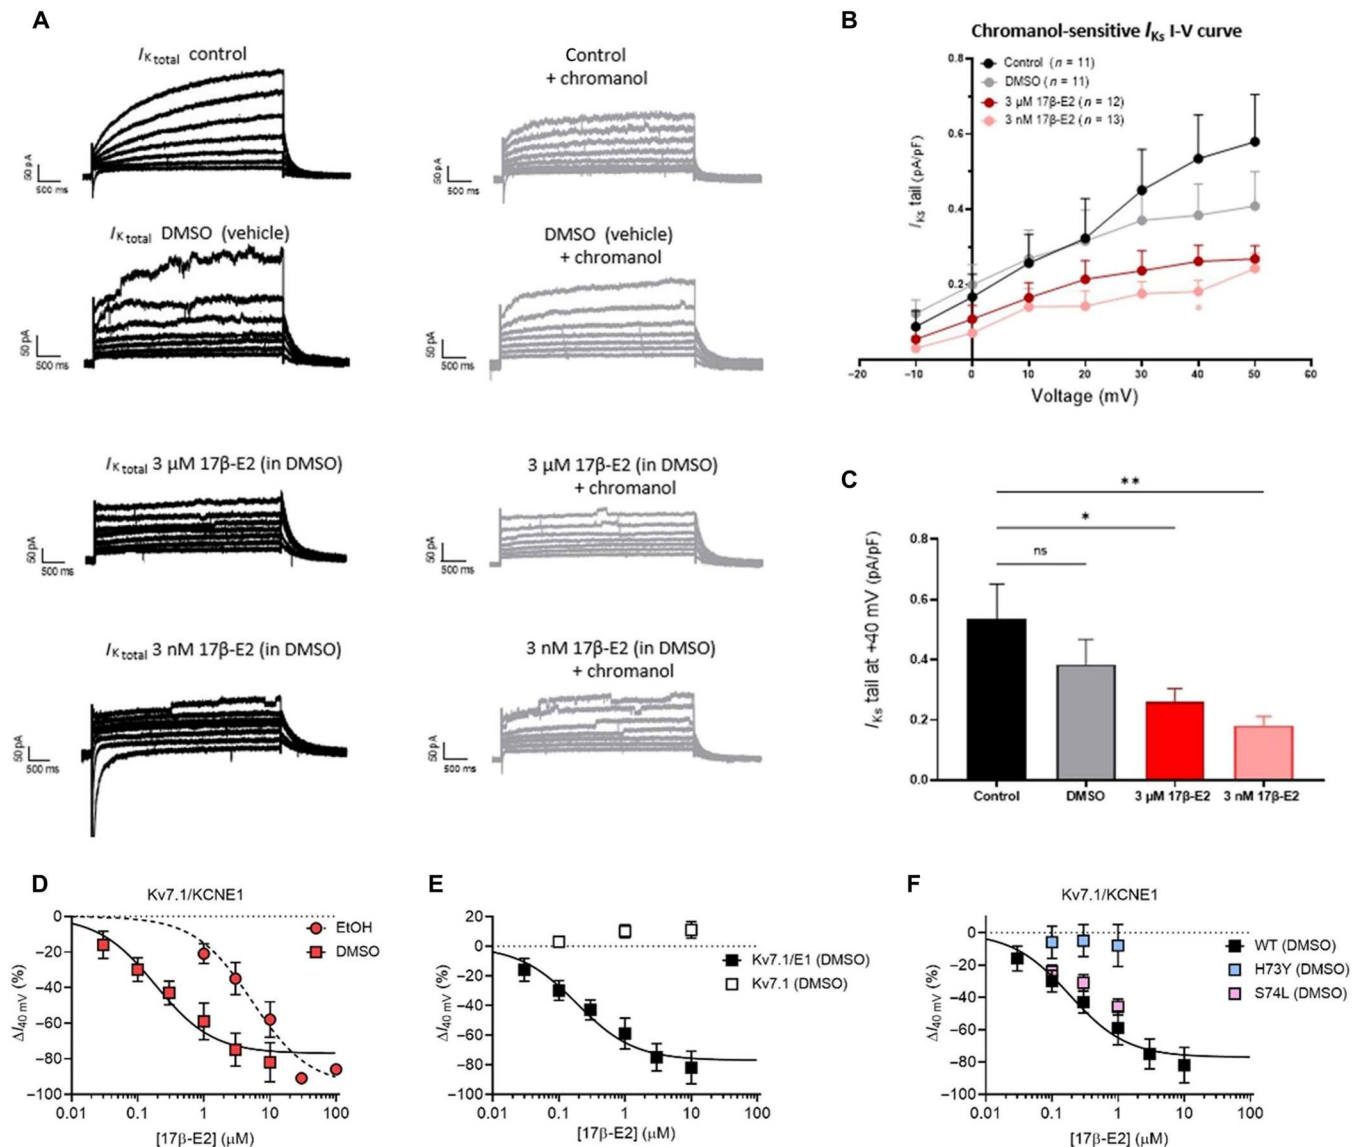 A
I K total control
50 pA
500 ms
Control
+ chromanol
50 pA
500 ms
I K total DMSO (vehicle)
50 pA
500 ms
DMSO (vehicle)
+ chromanol
50 pA
500 ms
I K total 3 µM 17β-E2 (in DMSO)
50 pA
500 ms
3 µM 17β-E2 (in DMSO)
+ chromanol
50 pA
500 ms
I K total 3 nM 17β-E2 (in DMSO)
50 pA
500 ms
3 nM 17β-E2 (in DMSO)
+ chromanol
50 pA
500 ms
B
Chromanol-sensitive IKs I-V curve
Control (n = 11)
DMSO (n = 11)
3 µM 17β-E2 (n = 12)
3 nM 17β-E2 (n = 13)
IKs tail (pA/pF)
0.8
0.6
0.4
0.2
*
−20 −10 0 10 20 30 40 50 60
Voltage (mV)
C
**
*
ns
IKs tail at +40 mV (pA/pF)
0.8
0.6
0.4
0.2
0.0
Control DMSO 3 µM 17β-E2 3 nM 17β-E2
D
Kv7.1/KCNE1
EtOH
DMSO
ΔI40 mV (%)
0
−20
−40
−60
−80
−100
0.01 0.1 1 10 100
[17β-E2] (µM)
E
Kv7.1/E1 (DMSO)
Kv7.1 (DMSO)
ΔI40 mV (%)
20
0
−20
−40
−60
−80
−100
0.01 0.1 1 10 100
[17β-E2] (µM)
F
Kv7.1/KCNE1
WT (DMSO)
H73Y (DMSO)
S74L (DMSO)
ΔI40 mV (%)
0
−20
−40
−60
−80
−100
0.01 0.1 1 10 100
[17β-E2] (µM)